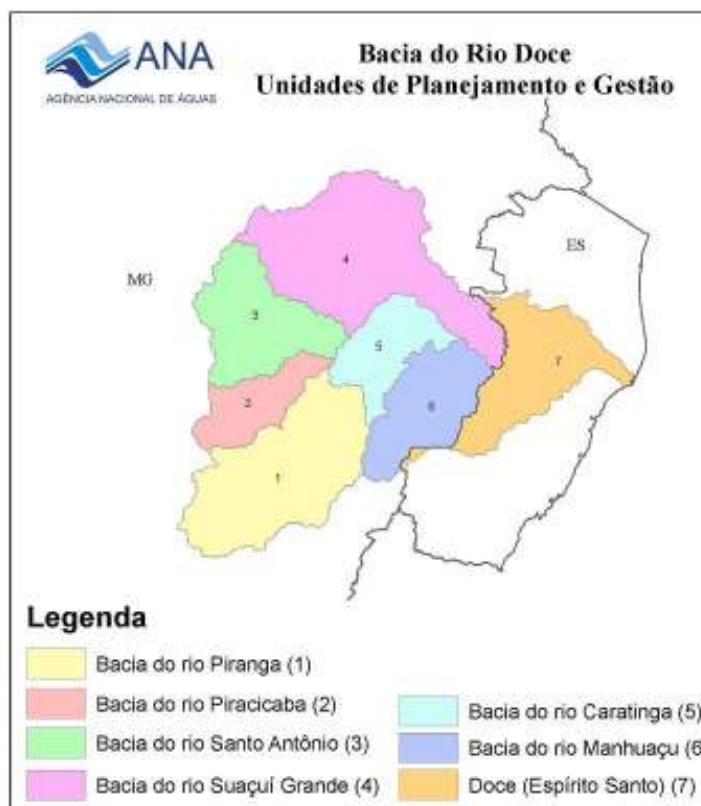 ANA
AGÊNCIA NACIONAL DE ÁGUAS
Bacia do Rio Doce
Unidades de Planejamento e Gestão
ES
MG
4
3
5
7
2
6
1
Legenda
Bacia do rio Piranga (1)
Bacia do rio Piracicaba (2)
Bacia do rio Santo Antônio (3)
Bacia do rio Suaçuí Grande (4)
Bacia do rio Caratinga (5)
Bacia do rio Manhuaçu (6
Doce (Espírito Santo) (7)